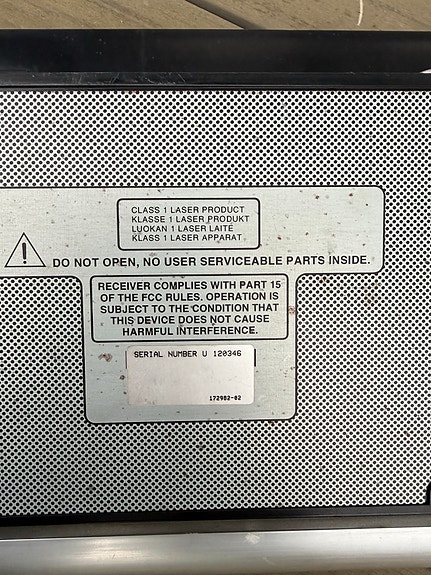 CLASS 1 LASER PRODUCT
KLASSE 1 LASER PRODUKT
LUOKAN 1 LASER LAITE
KLASS 1 LASER APPARAT
DO NOT OPEN, NO USER SERVICEABLE PARTS INSIDE.
RECEIVER COMPLIES WITH PART 15
OF THE FCC RULES. OPERATION IS
SUBJECT TO THE CONDITION THAT
THIS DEVICE DOES NOT CAUSE
HARMFUL INTERFERENCE.
SERIAL NUMBER U 120346
172982-02